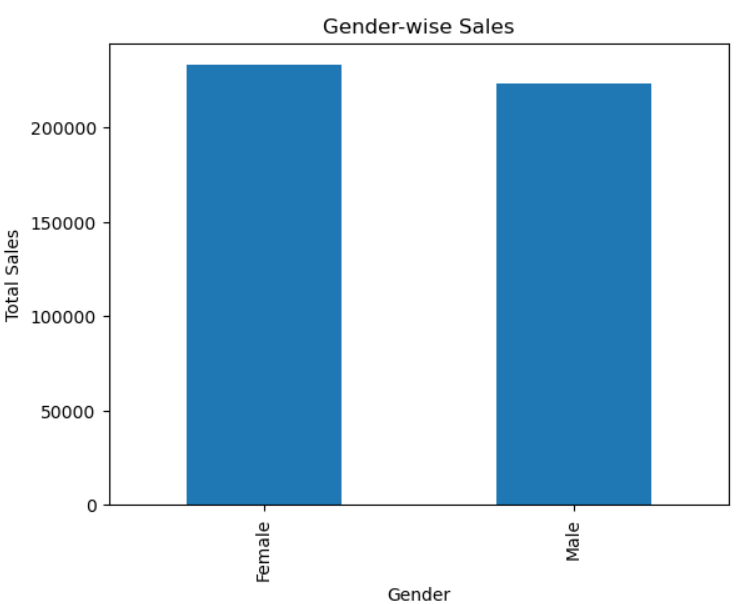 Gender-wise Sales
200000
150000
100000
50000
0
Total Sales
Female
Male
Gender